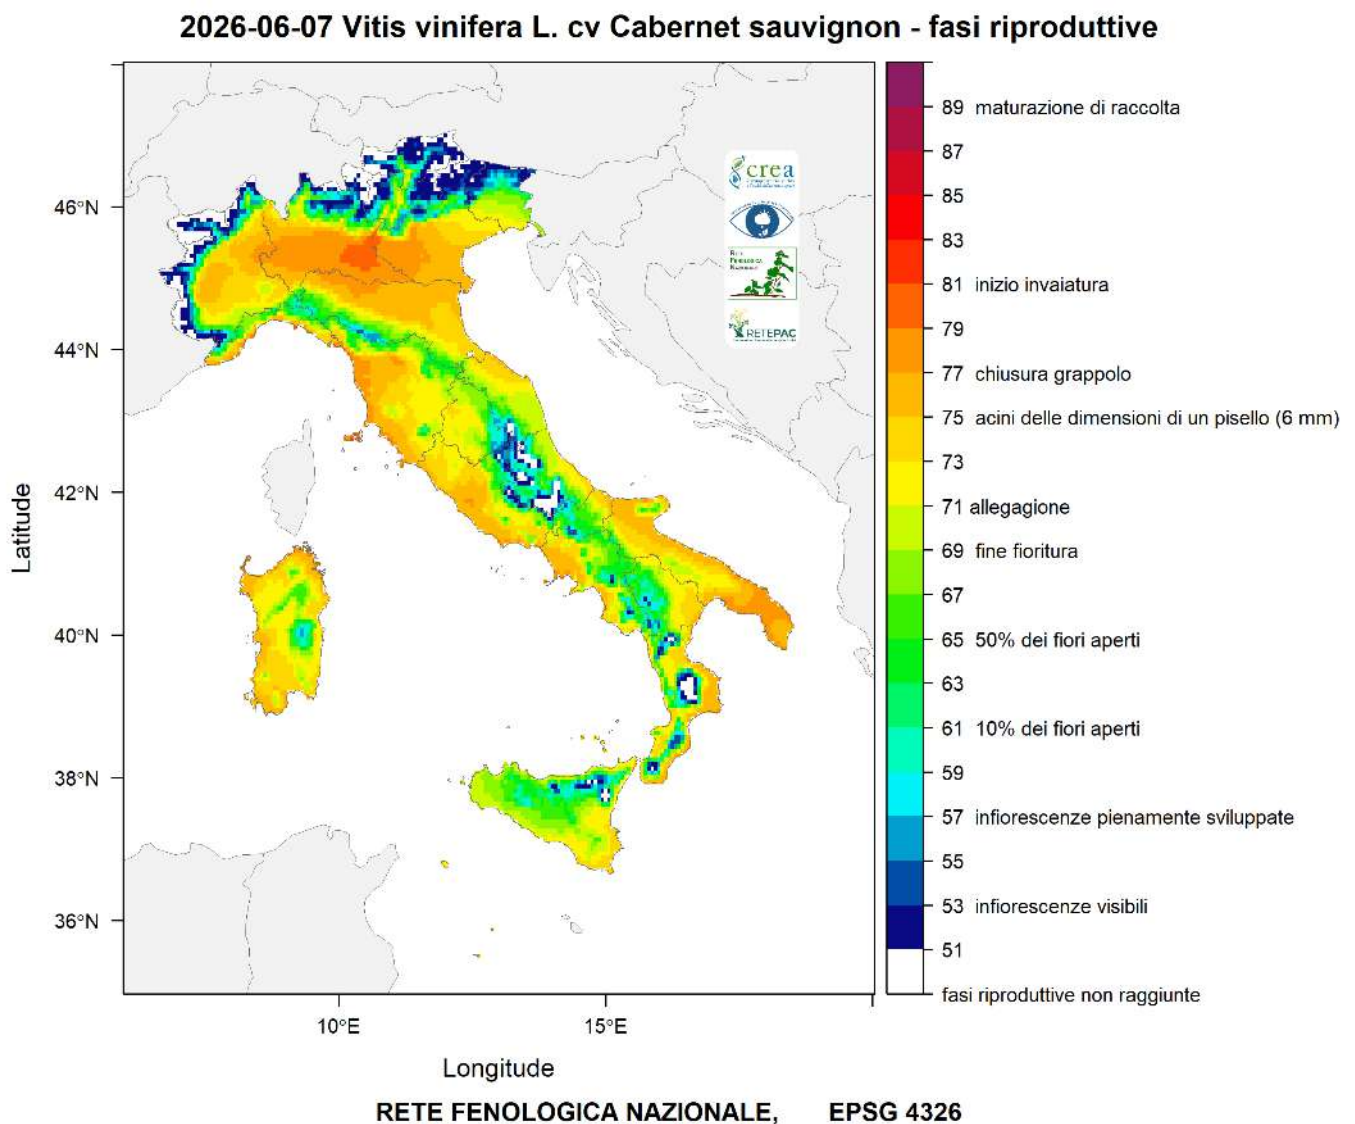 2026-06-07 Vitis vinifera L. cv Cabernet sauvignon - fasi riproduttive
89 maturazione di raccolta
87
85
83
81 inizio invaiatura
79
77 chiusura grappolo
75 acini delle dimensioni di un pisello (6 mm)
73
71 allegagione
69 fine fioritura
67
65 50% dei fiori aperti
63
61 10% dei fiori aperti
59
57 infiorescenze pienamente sviluppate
55
53 infiorescenze visibili
51
fasi riproduttive non raggiunte
crea
RETE
FENOLOGICA
NAZIONALE
RETEPAC
46°N
44°N
42°N
40°N
38°N
36°N
Latitude
10°E
15°E
Longitude
RETE FENOLOGICA NAZIONALE, EPSG 4326